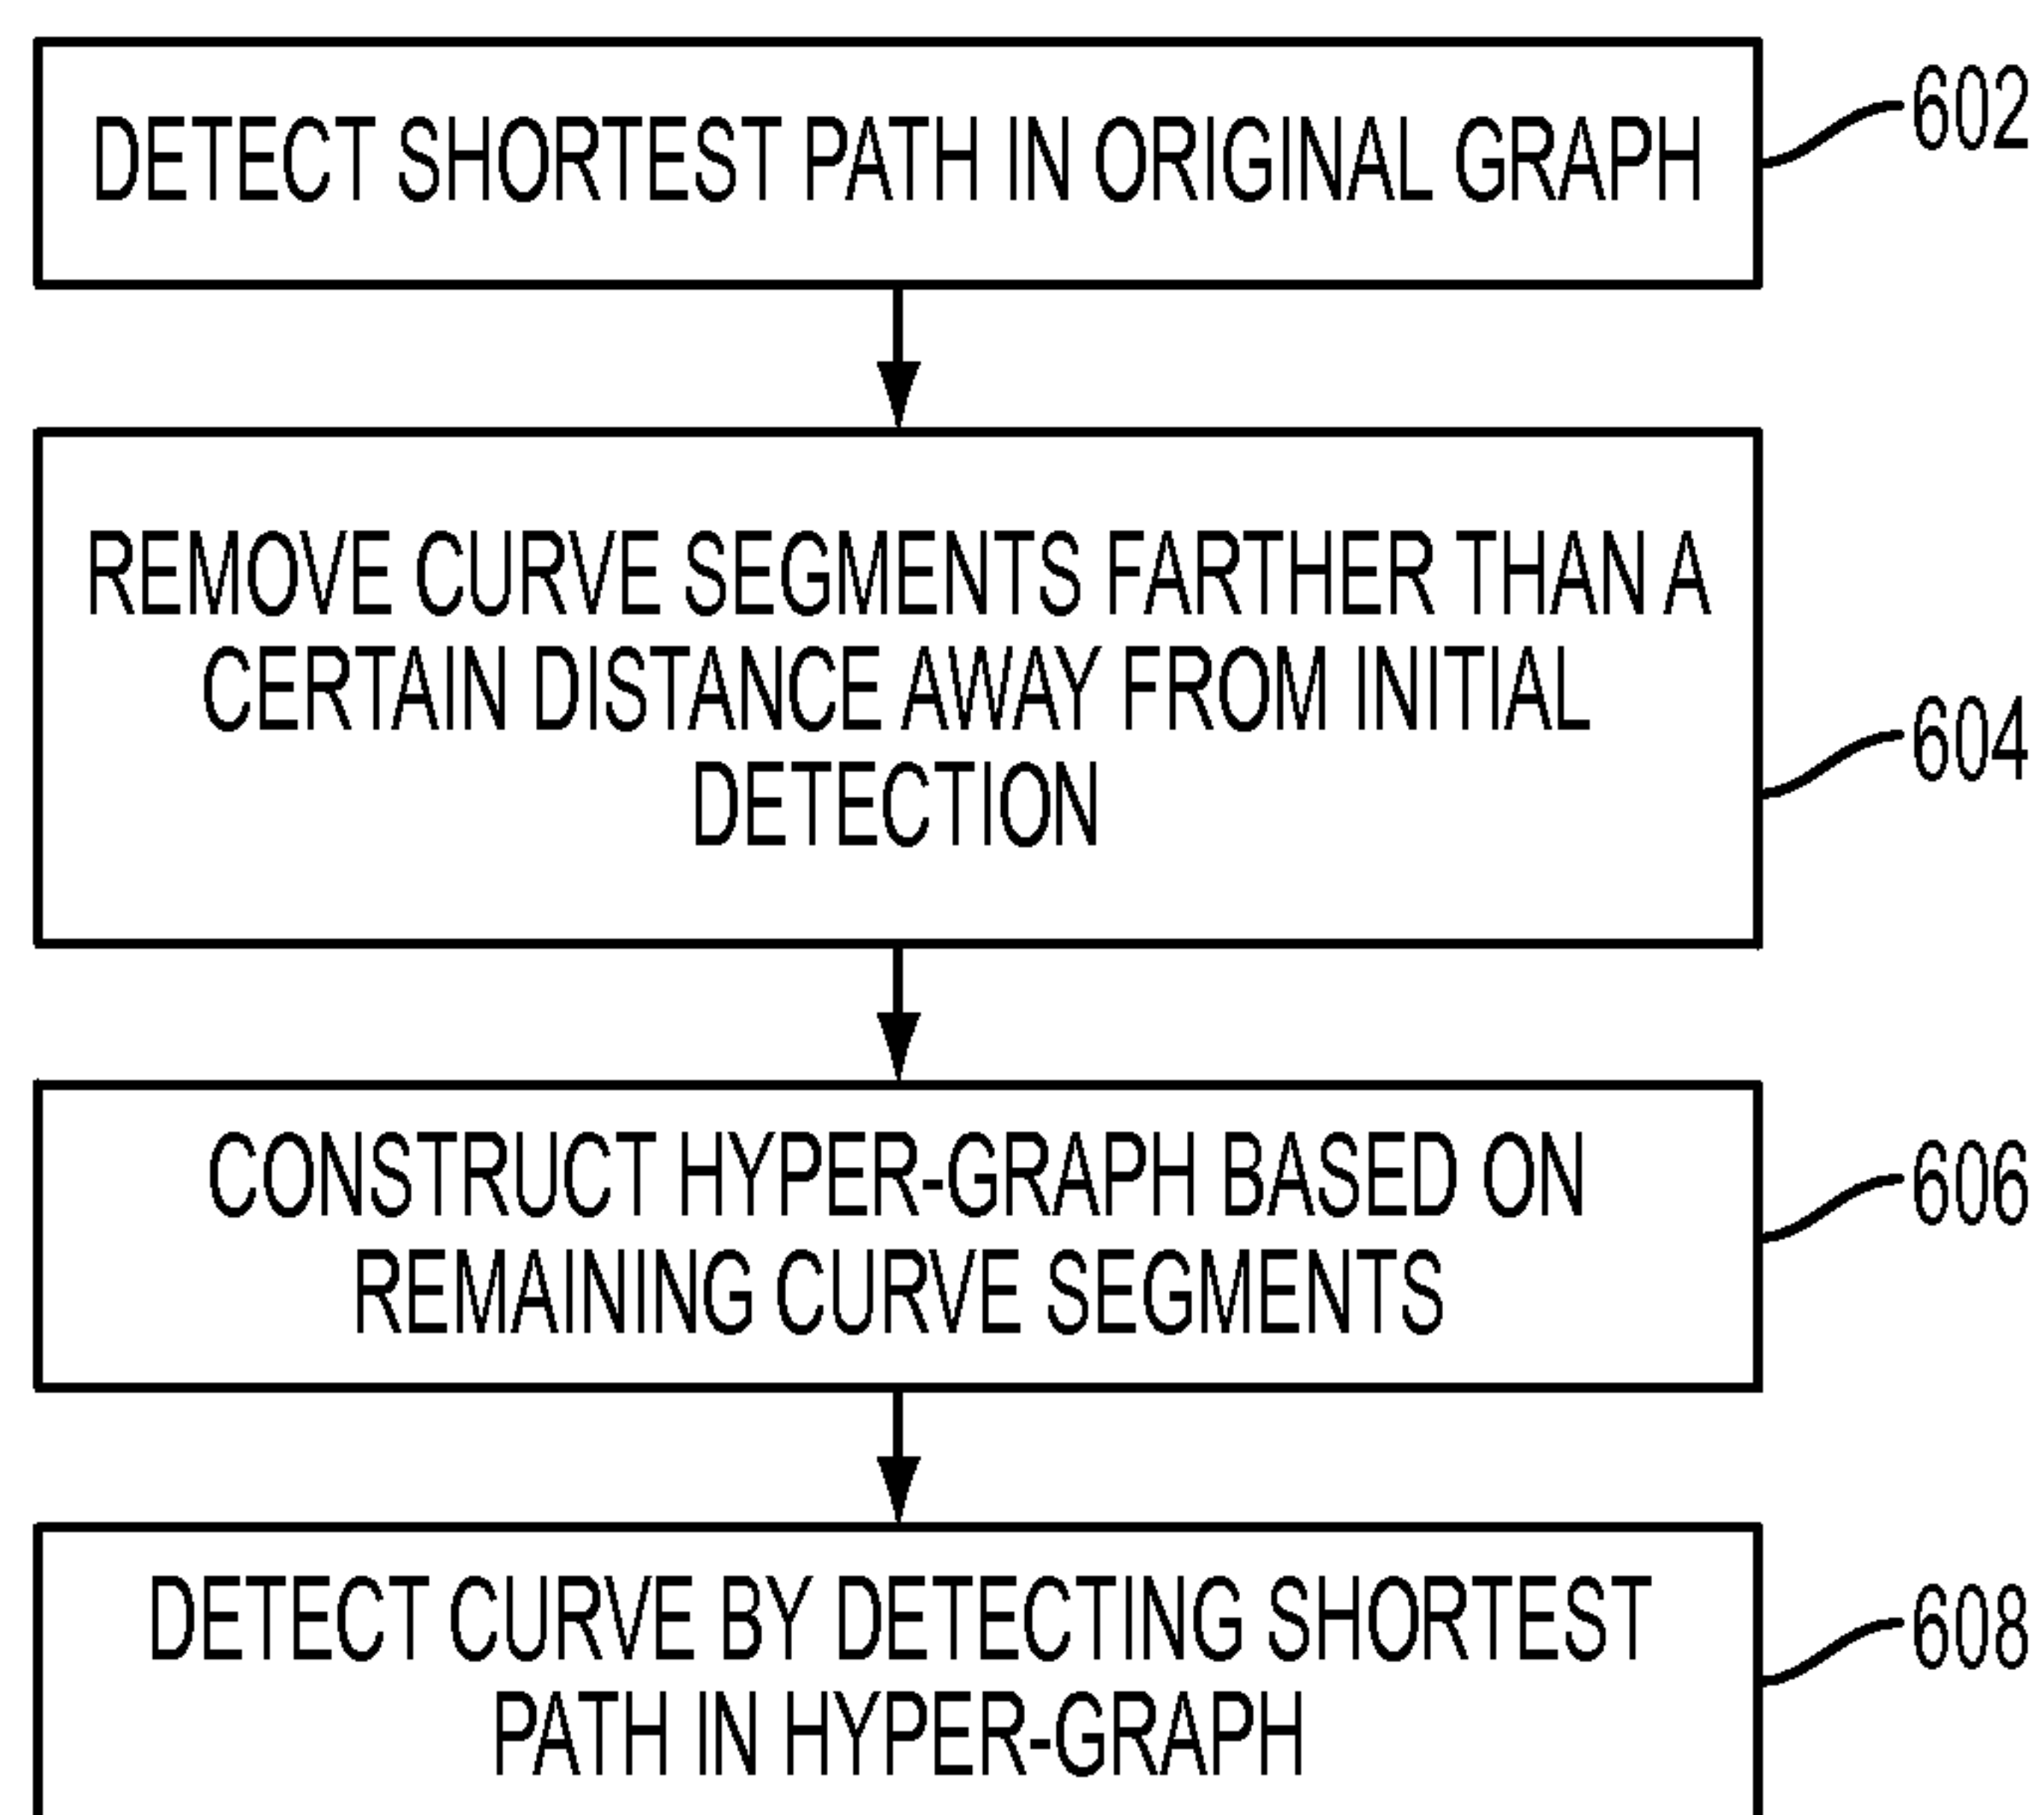 DETECT SHORTEST PATH IN ORIGINAL GRAPH
602
REMOVE CURVE SEGMENTS FARTHER THAN A
CERTAIN DISTANCE AWAY FROM INITIAL
DETECTION
604
CONSTRUCT HYPER-GRAPH BASED ON
REMAINING CURVE SEGMENTS
606
DETECT CURVE BY DETECTING SHORTEST
PATH IN HYPER-GRAPH
608